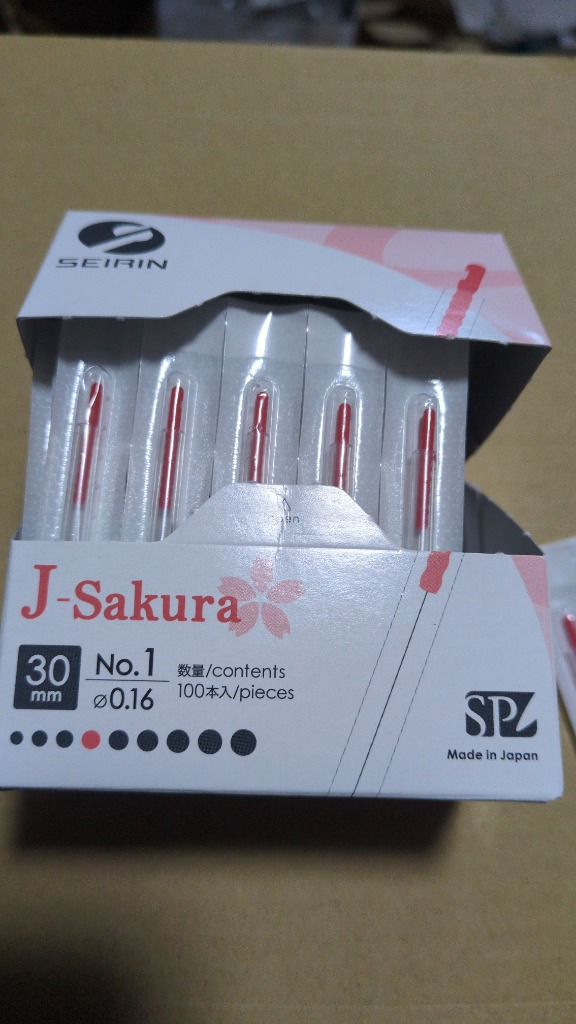 SEIRIN
J-Sakura
30
mm
No.1
⌀0.16
数量/contents
100本入/pieces
SPZ
Made in Japan